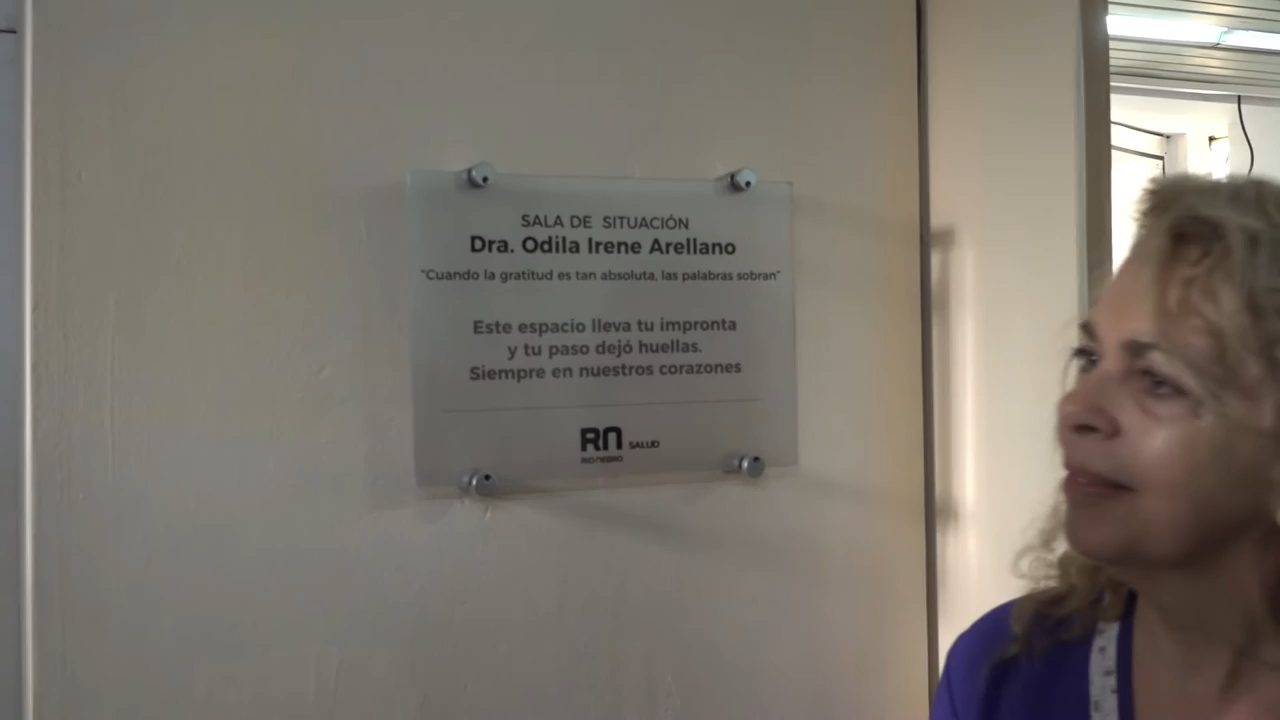 SALA DE SITUACIÓN
Dra. Odila Irene Arellano
"Cuando la gratitud es tan absoluta, las palabras sobran"
Este espacio lleva tu impronta
y tu paso dejó huellas.
Siempre en nuestros corazones
RN SALUD
RIO NEGRO